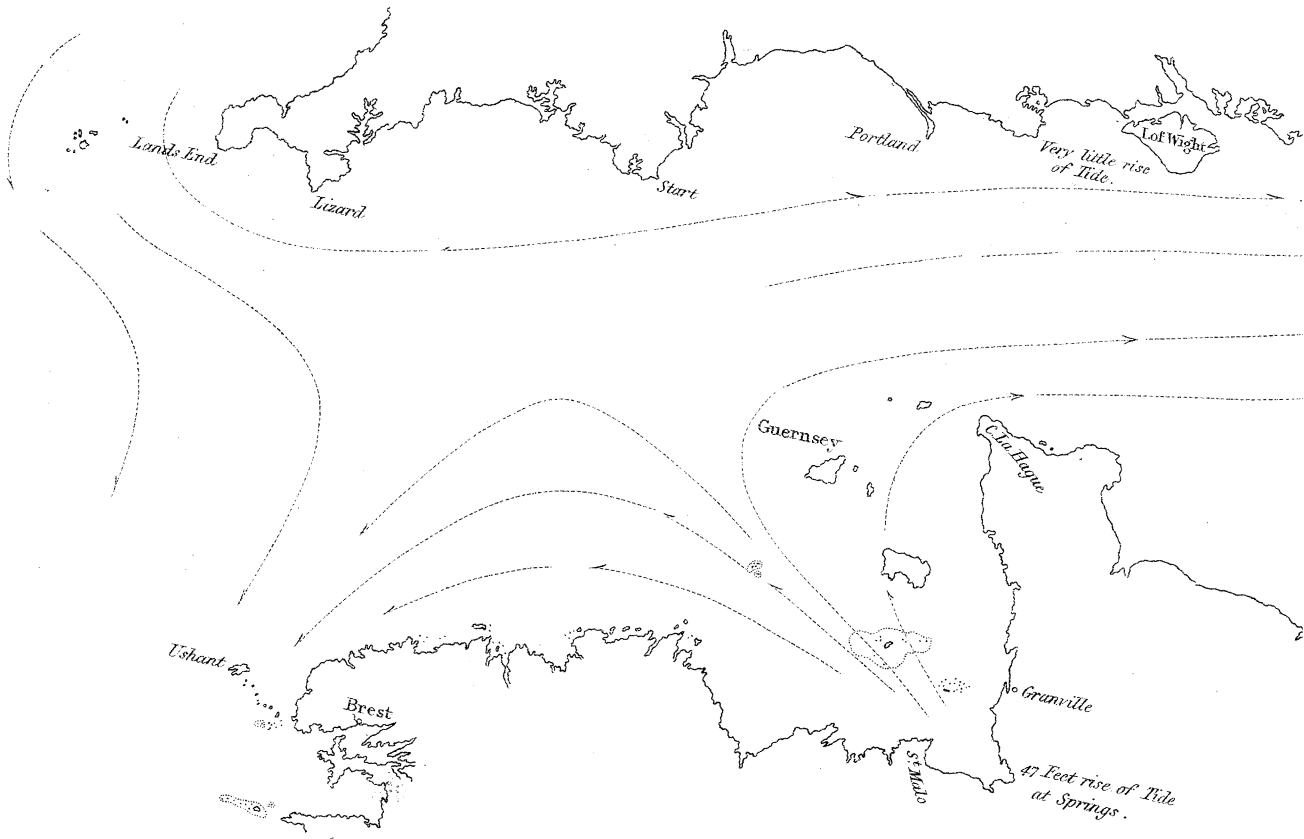 Lands End
Lizard
Start
Portland
Very little rise
of Tide.
I. of Wight
Guernsey
C. La Hague
Ushant
Brest
Granville
St. Malo
47 Feet rise of Tide
at Springs.